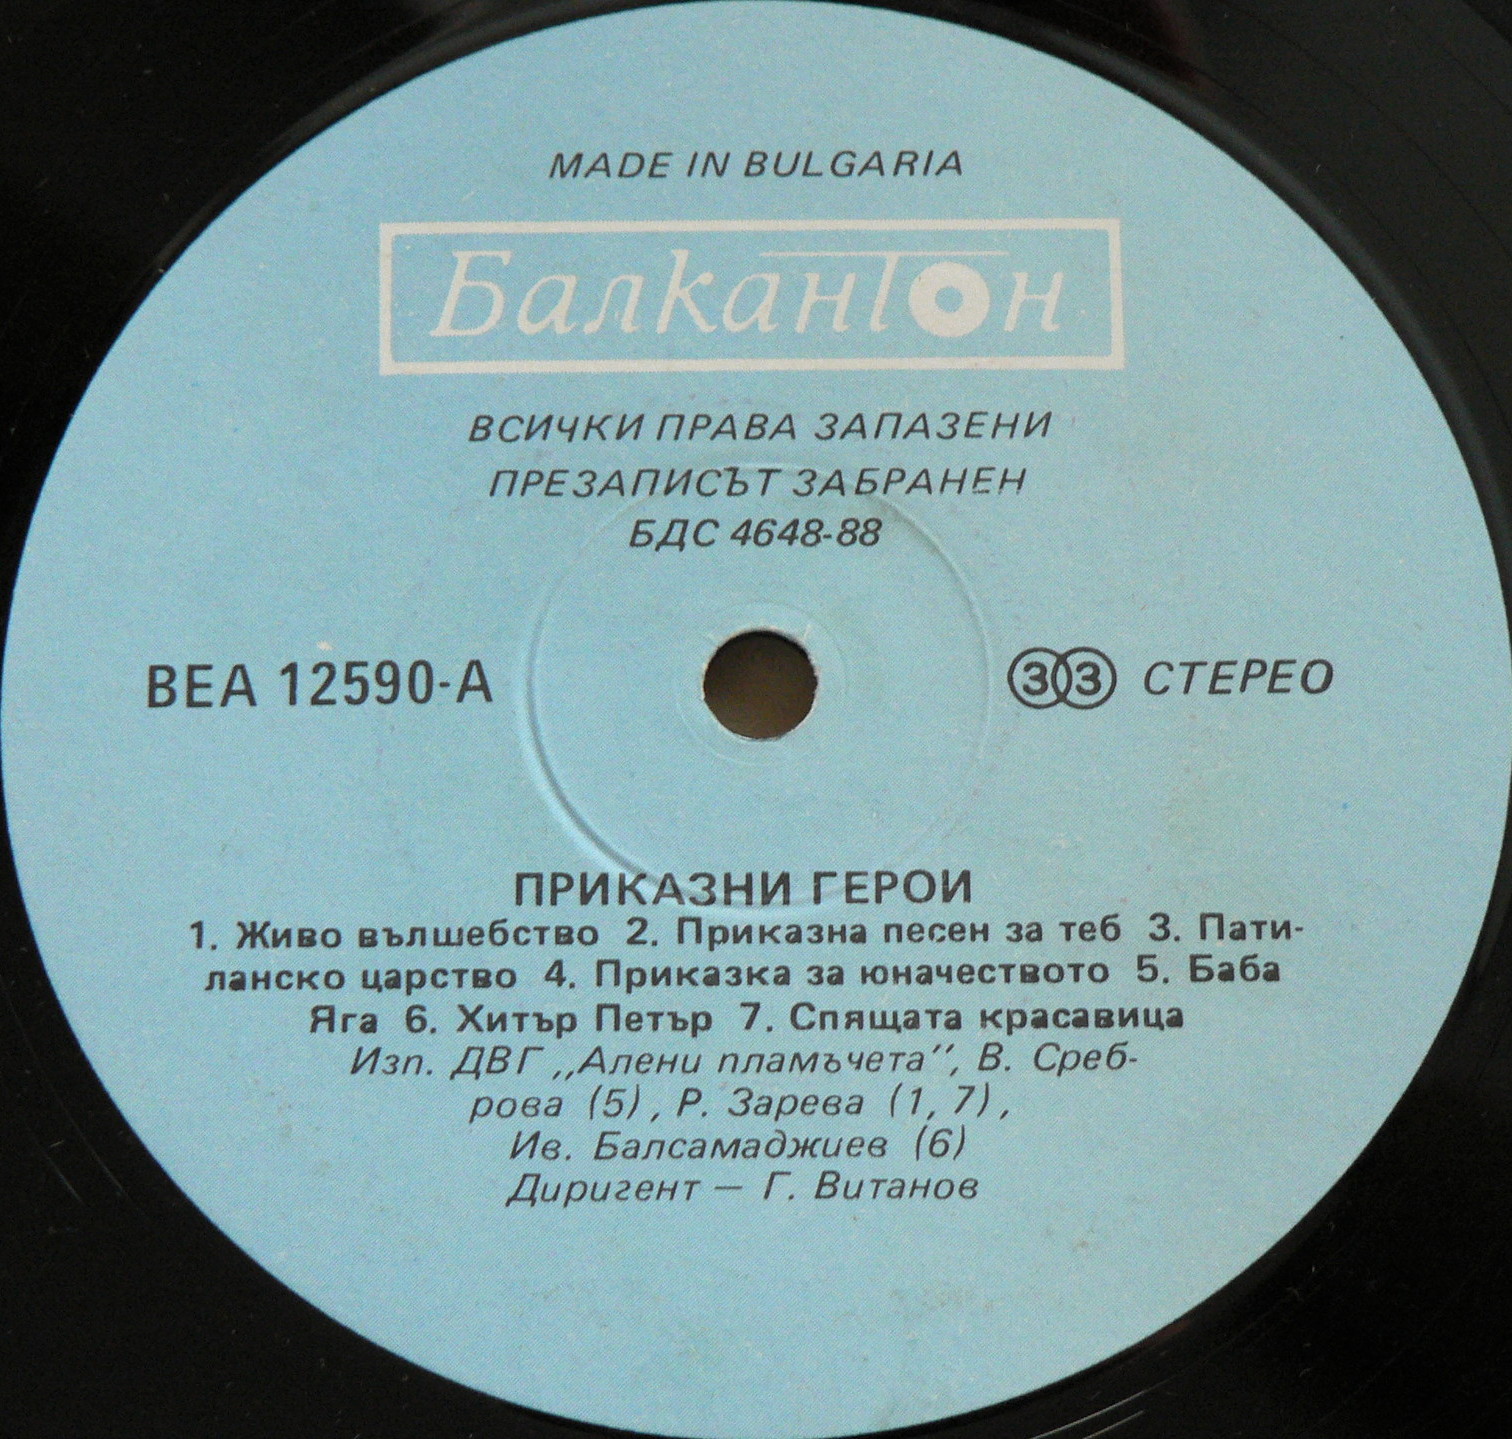 MADE IN BULGARIA
Балкантон
ВСИЧКИ ПРАВА ЗАПАЗЕНИ
ПРЕЗАПИСЪТ ЗАБРАНЕН
БДС 4648-88
ВЕА 12590-А
33 СТЕРЕО
ПРИКАЗНИ ГЕРОИ
1. Живо вълшебство 2. Приказна песен за теб 3. Пати-
ланско царство 4. Приказка за юначеството 5. Баба
Яга 6. Хитър Петър 7. Спящата красавица
Изп. ДВГ „Алени пламъчета”, В. Среб-
рова (5), Р. Зарева (1, 7),
Ив. Балсамаджиев (6)
Диригент — Г. Витанов